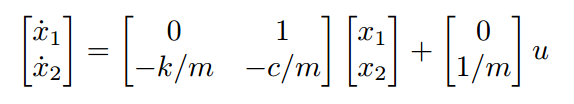 [ẋ₁; ẋ₂] = [0 1; −k/m −c/m] [x₁; x₂] + [0; 1/m] u